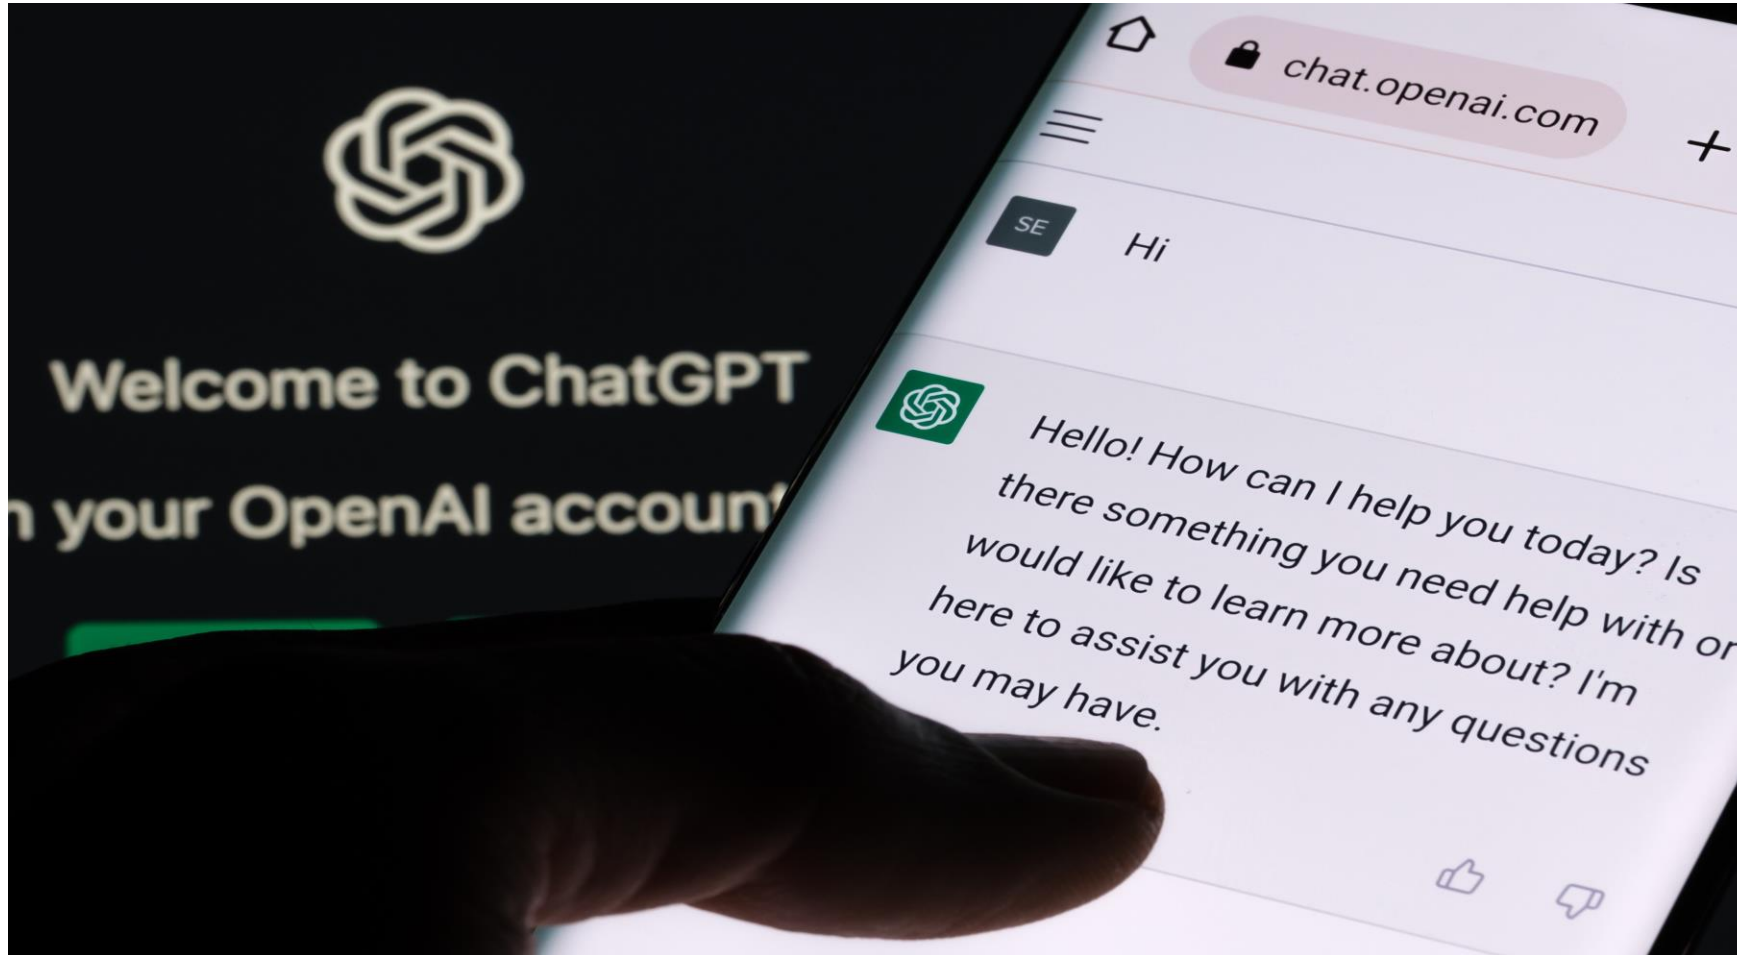 Welcome to ChatGPT
your OpenAI account
chat.openai.com
SE
Hi
Hello! How can I help you today? Is
there something you need help with or
would like to learn more about? I'm
here to assist you with any questions
you may have.